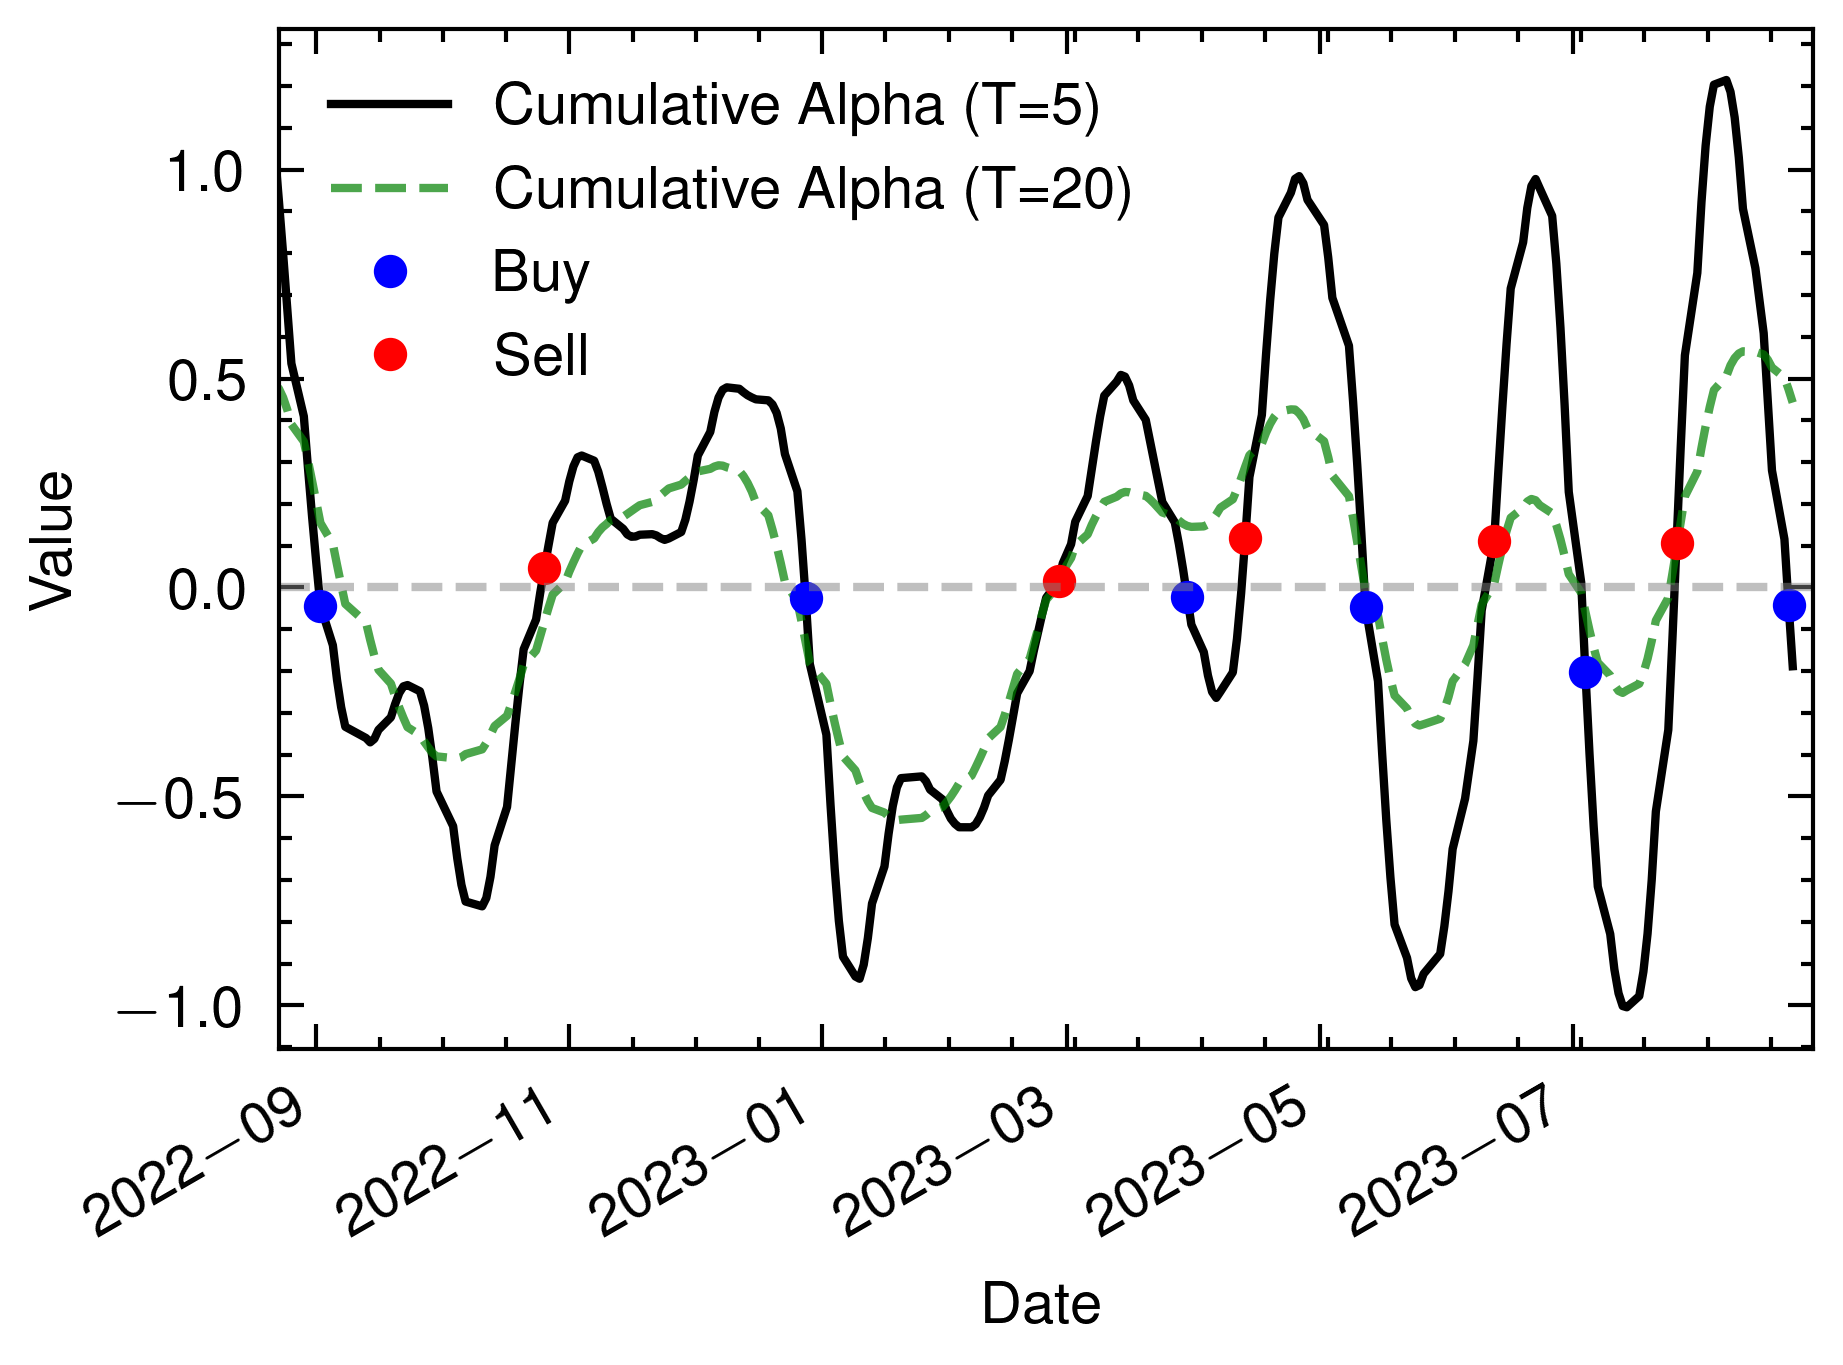 Cumulative Alpha (T=5)
Cumulative Alpha (T=20)
Buy
Sell
1.0
0.5
0.0
−0.5
−1.0
Value
2022−09
2022−11
2023−01
2023−03
2023−05
2023−07
Date